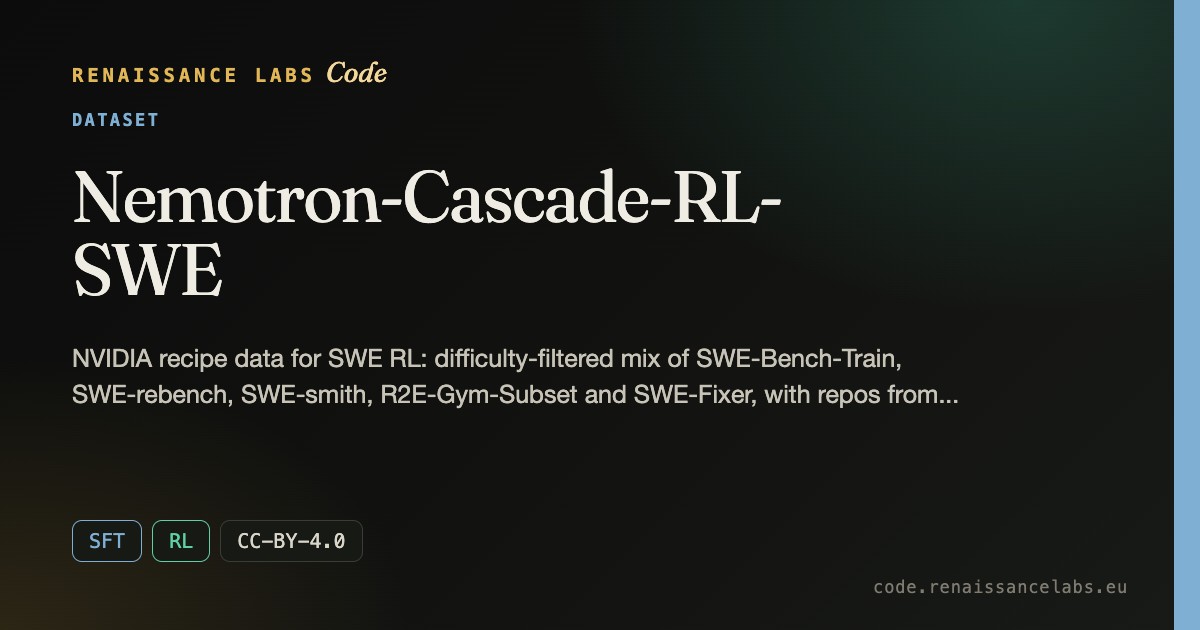 RENAISSANCE LABS Code
DATASET
Nemotron-Cascade-RL-
SWE
NVIDIA recipe data for SWE RL: difficulty-filtered mix of SWE-Bench-Train,
SWE-rebench, SWE-smith, R2E-Gym-Subset and SWE-Fixer, with repos from...
SFT RL CC-BY-4.0
code.renaissancelabs.eu